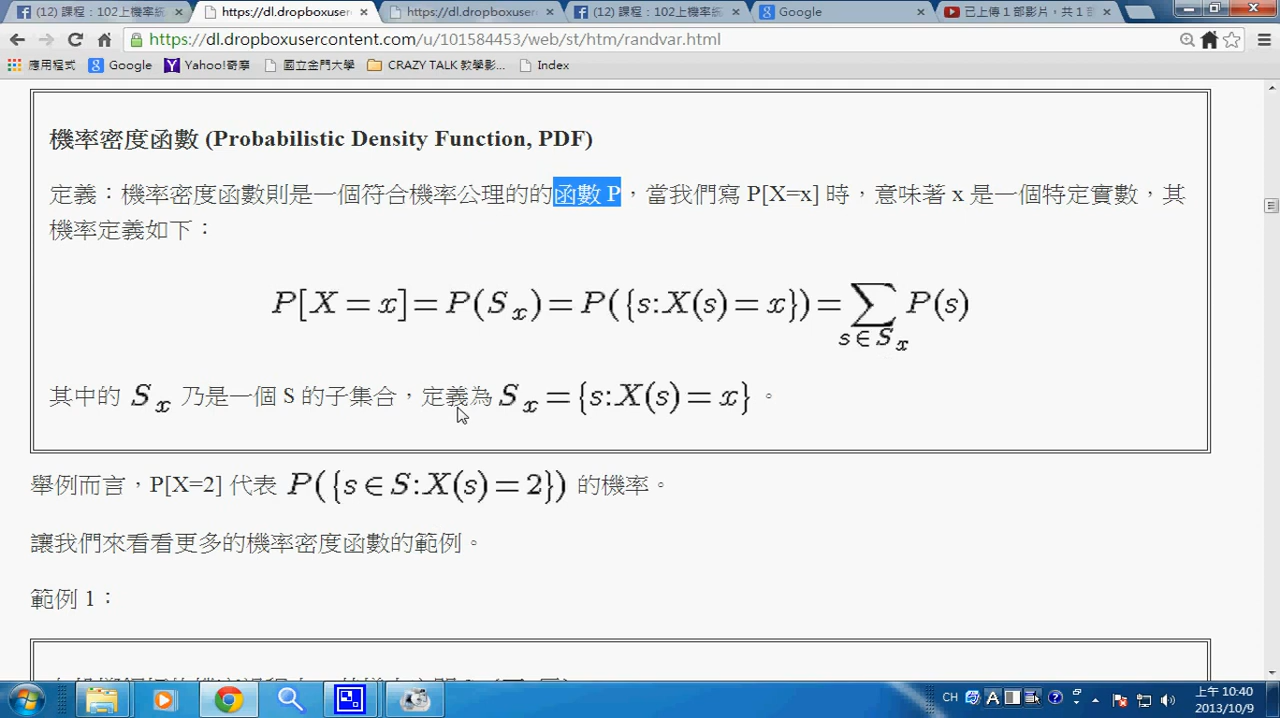 (12) 課程：102上機率統
https://dl.dropboxuser
https://dl.dropboxuser
(12) 課程：102上機率統
Google
已上傳 1 部影片，共 1 
https://dl.dropboxusercontent.com/u/101584453/web/st/htm/randvar.html
應用程式 Google Yahoo!奇摩 國立金門大學 CRAZY TALK 教學影... Index
機率密度函數 (Probabilistic Density Function, PDF)
定義：機率密度函數則是一個符合機率公理的的函數 P，當我們寫 P[X=x] 時，意味著 x 是一個特定實數，其
機率定義如下：
P[X = x] = P(Sₓ) = P({s:X(s) = x}) = ∑ P(s)
s∈Sₓ
其中的 Sₓ 乃是一個 S 的子集合，定義為 Sₓ = {s:X(s) = x} 。
舉例而言，P[X=2] 代表 P({s∈S:X(s) = 2}) 的機率。
讓我們來看看更多的機率密度函數的範例。
範例 1：
CH A
上午 10:40
2013/10/9